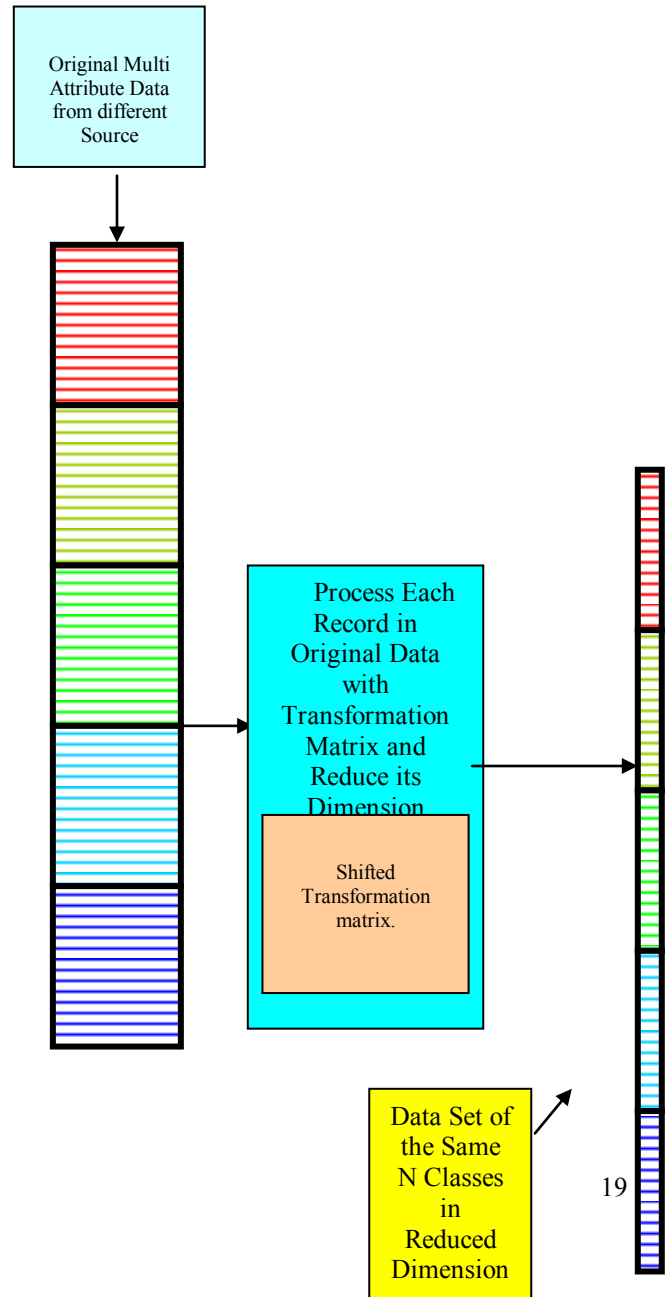 Original Multi
Attribute Data
from different
Source
Process Each
Record in
Original Data
with
Transformation
Matrix and
Reduce its
Dimension
Shifted
Transformation
matrix.
Data Set of
the Same
N Classes
in
Reduced
Dimension
19